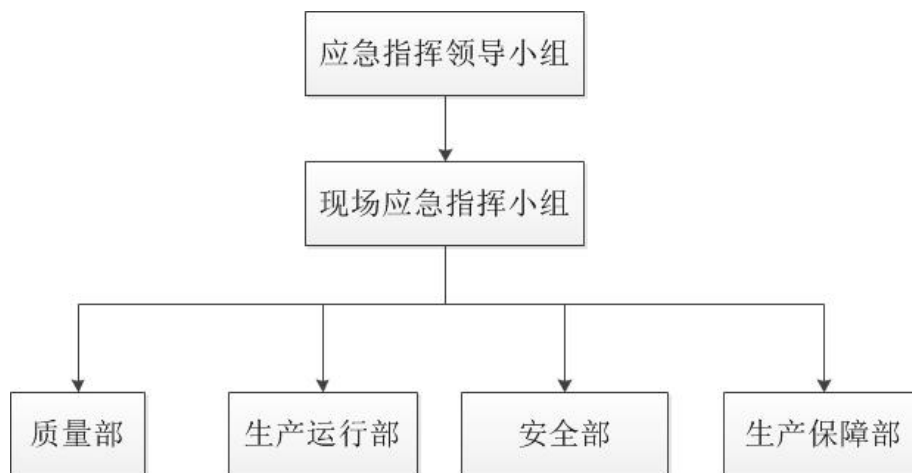 应急指挥领导小组
现场应急指挥小组
质量部
生产运行部
安全部
生产保障部